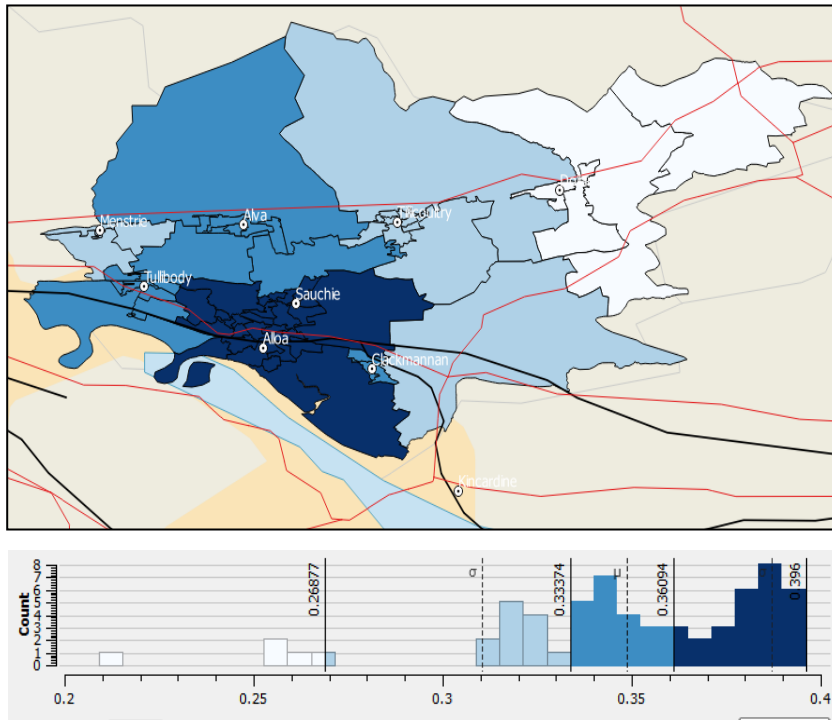 Menstrie
Alva
Tullibody
Sauchie
Alloa
Clackmannan
Kincardine
Count
8
7
6
5
4
3
2
1
0
0.26877
σ
0.33374
μ
0.36094
0.396
0.2
0.25
0.3
0.35
0.4